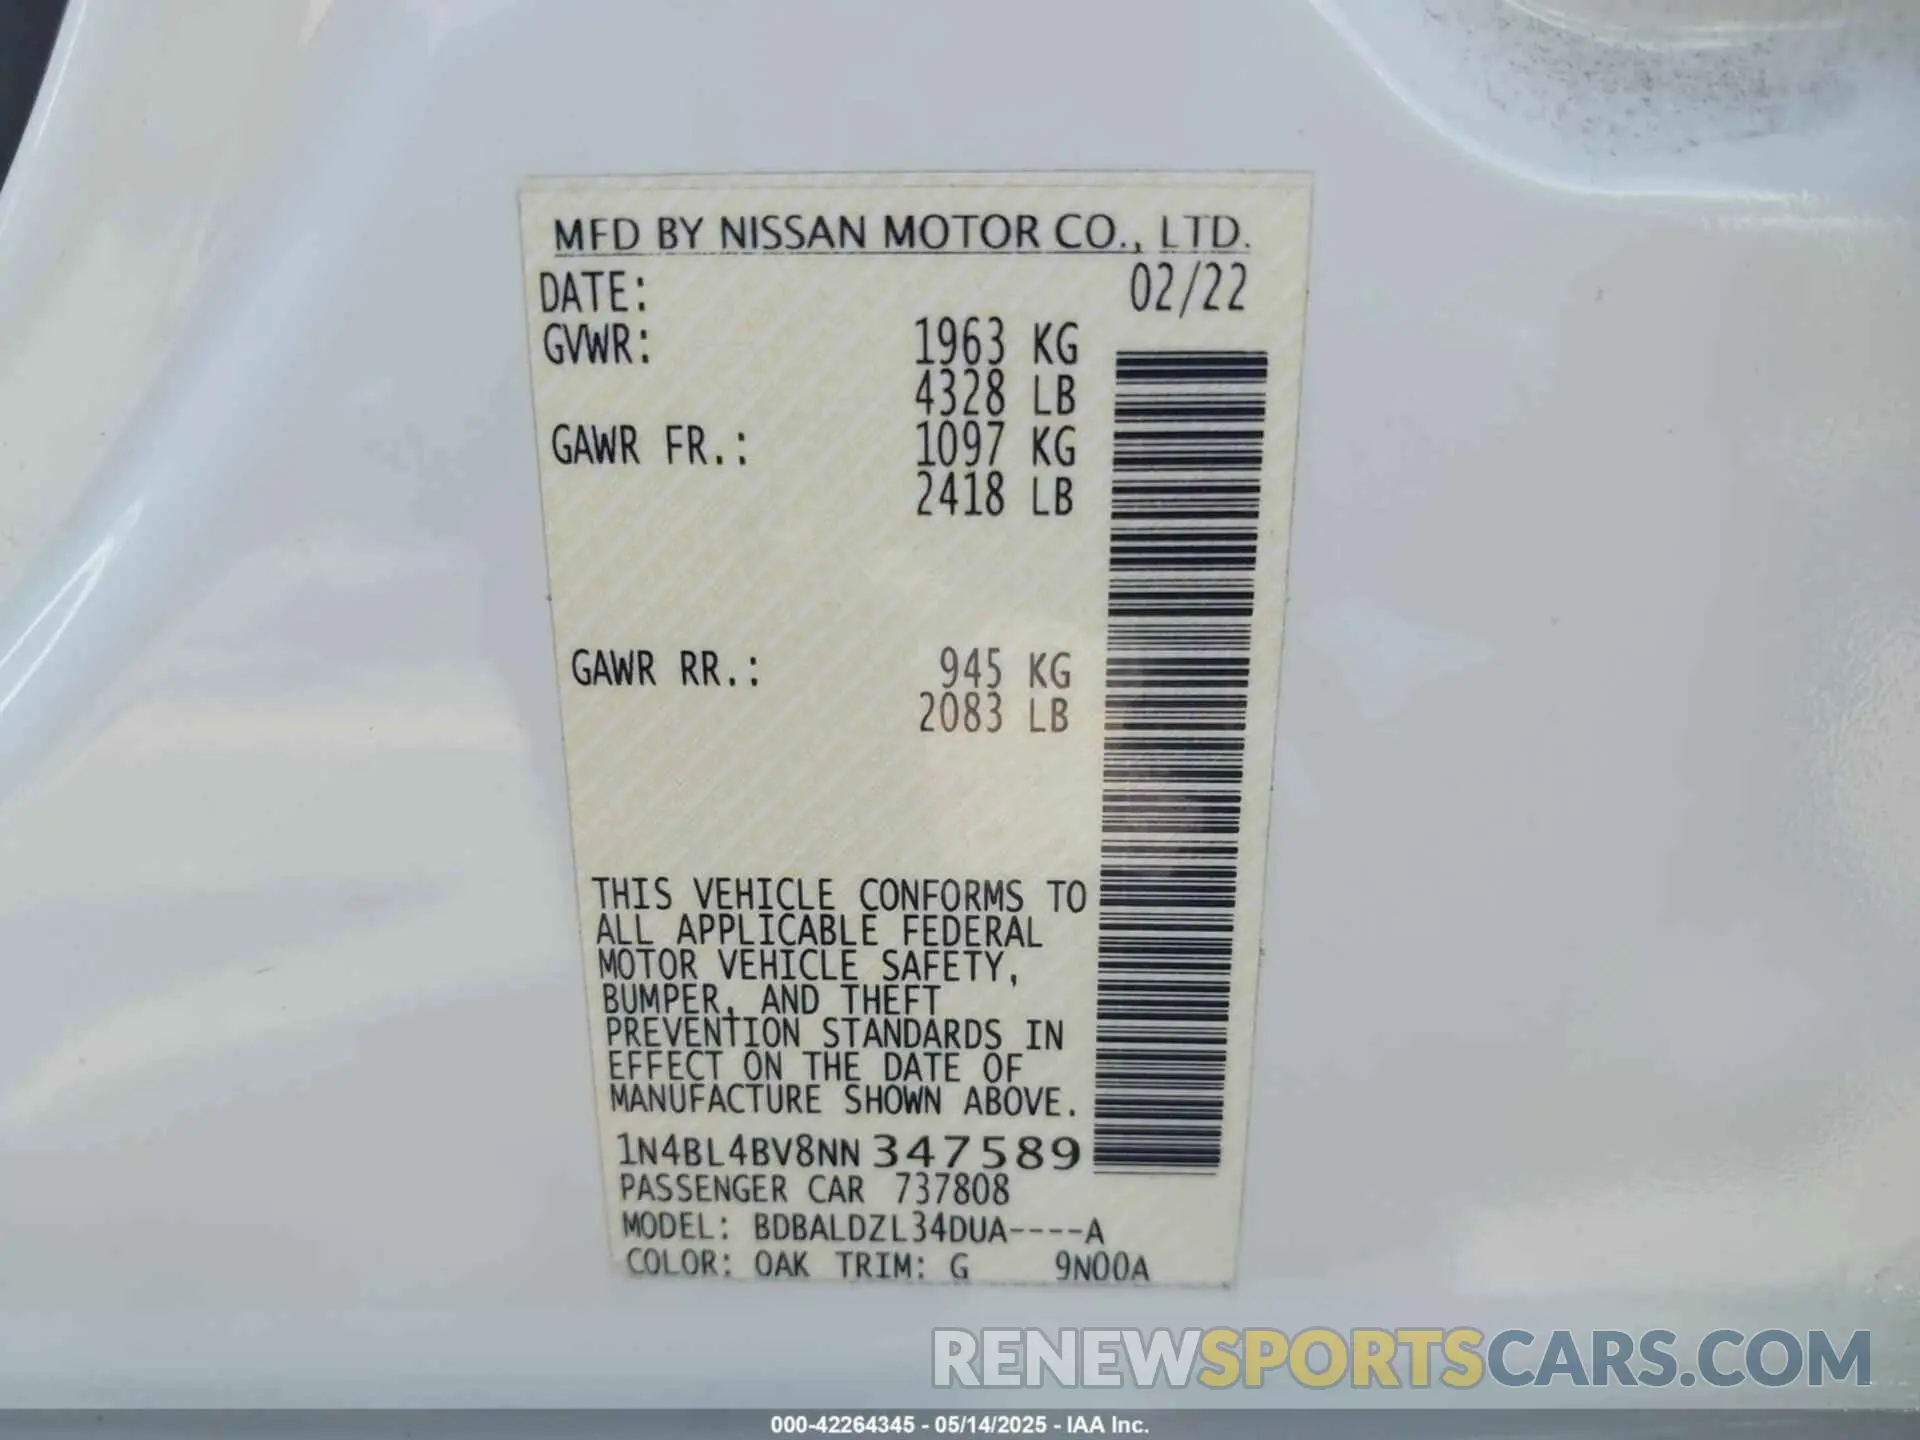 MFD BY NISSAN MOTOR CO., LTD.
DATE: 02/22
GVWR: 1963 KG
4328 LB
GAWR FR.: 1097 KG
2418 LB
GAWR RR.: 945 KG
2083 LB
THIS VEHICLE CONFORMS TO
ALL APPLICABLE FEDERAL
MOTOR VEHICLE SAFETY,
BUMPER, AND THEFT
PREVENTION STANDARDS IN
EFFECT ON THE DATE OF
MANUFACTURE SHOWN ABOVE.
1N4BL4BV8NN347589
PASSENGER CAR 737808
MODEL: BDBALDZL34DUA----A
COLOR: QAK TRIM: G 9N00A
RENEWSPORTSCARS.COM
000-42264345 - 05/14/2025 - IAA Inc.